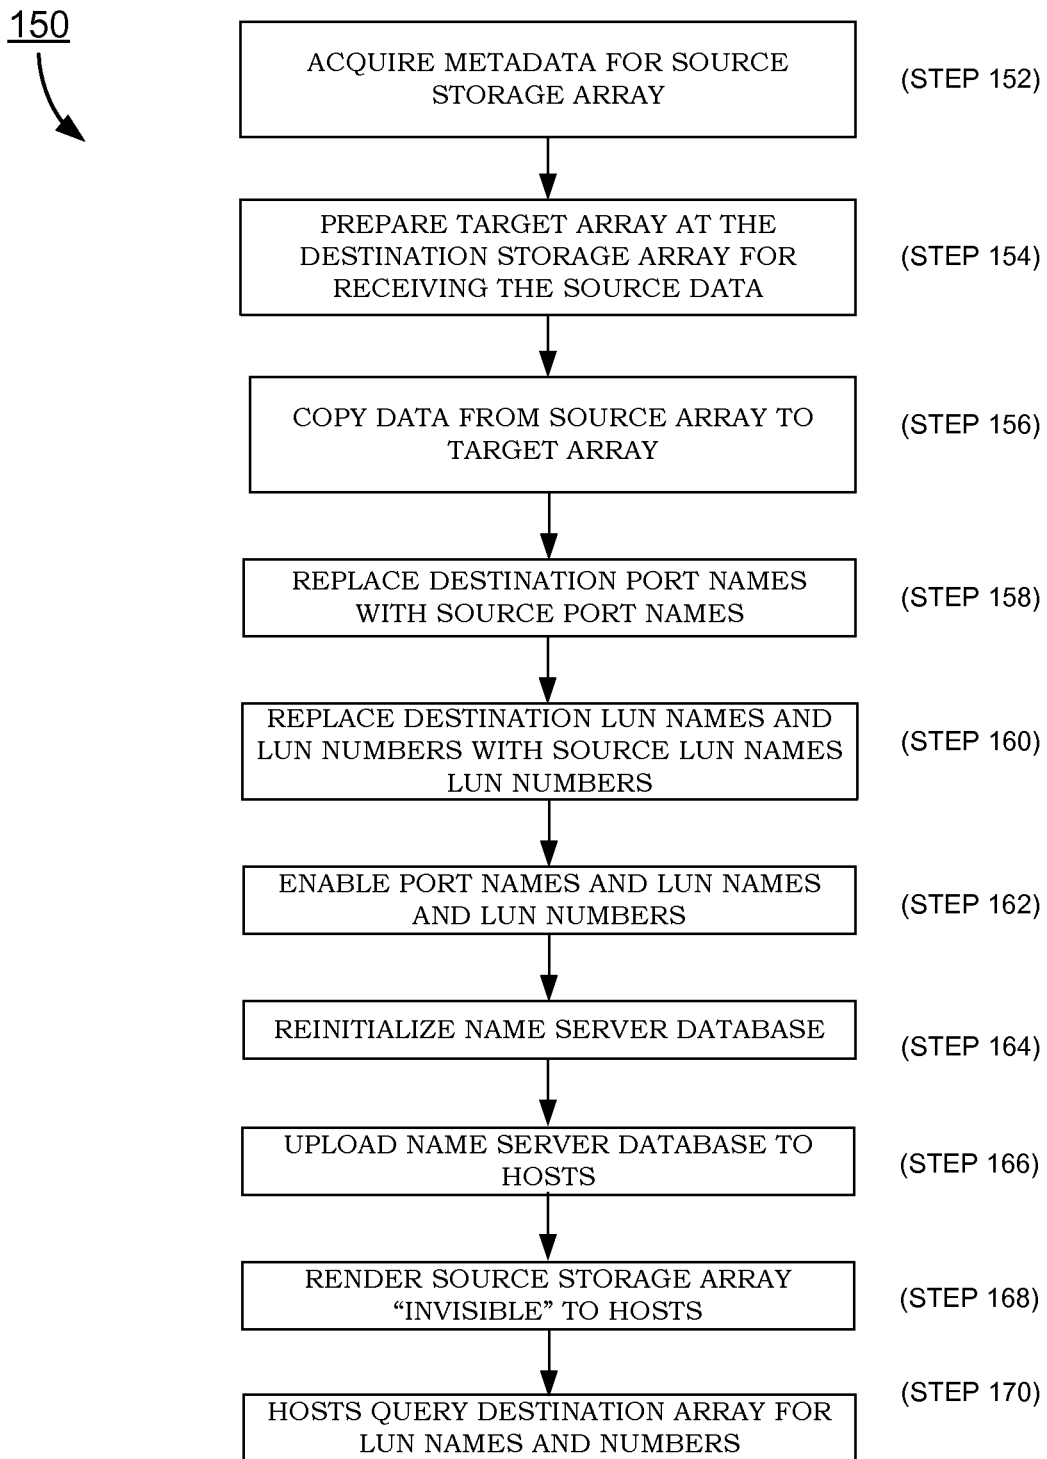 150
ACQUIRE METADATA FOR SOURCE
STORAGE ARRAY
(STEP 152)
PREPARE TARGET ARRAY AT THE
DESTINATION STORAGE ARRAY FOR
RECEIVING THE SOURCE DATA
(STEP 154)
COPY DATA FROM SOURCE ARRAY TO
TARGET ARRAY
(STEP 156)
REPLACE DESTINATION PORT NAMES
WITH SOURCE PORT NAMES
(STEP 158)
REPLACE DESTINATION LUN NAMES AND
LUN NUMBERS WITH SOURCE LUN NAMES
LUN NUMBERS
(STEP 160)
ENABLE PORT NAMES AND LUN NAMES
AND LUN NUMBERS
(STEP 162)
REINITIALIZE NAME SERVER DATABASE
(STEP 164)
UPLOAD NAME SERVER DATABASE TO
HOSTS
(STEP 166)
RENDER SOURCE STORAGE ARRAY
“INVISIBLE” TO HOSTS
(STEP 168)
HOSTS QUERY DESTINATION ARRAY FOR
LUN NAMES AND NUMBERS
(STEP 170)